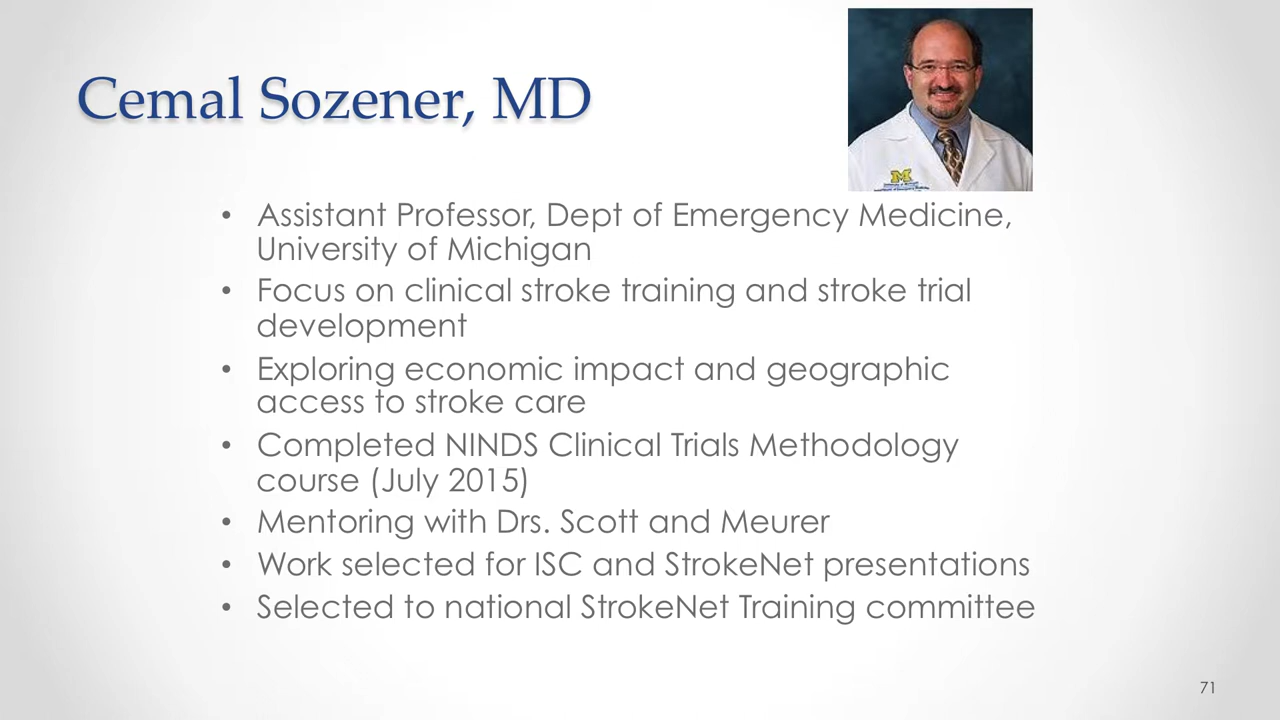 Cemal Sozener, MD
M
• Assistant Professor, Dept of Emergency Medicine,
University of Michigan
• Focus on clinical stroke training and stroke trial
development
• Exploring economic impact and geographic
access to stroke care
• Completed NINDS Clinical Trials Methodology
course (July 2015)
• Mentoring with Drs. Scott and Meurer
• Work selected for ISC and StrokeNet presentations
• Selected to national StrokeNet Training committee
71